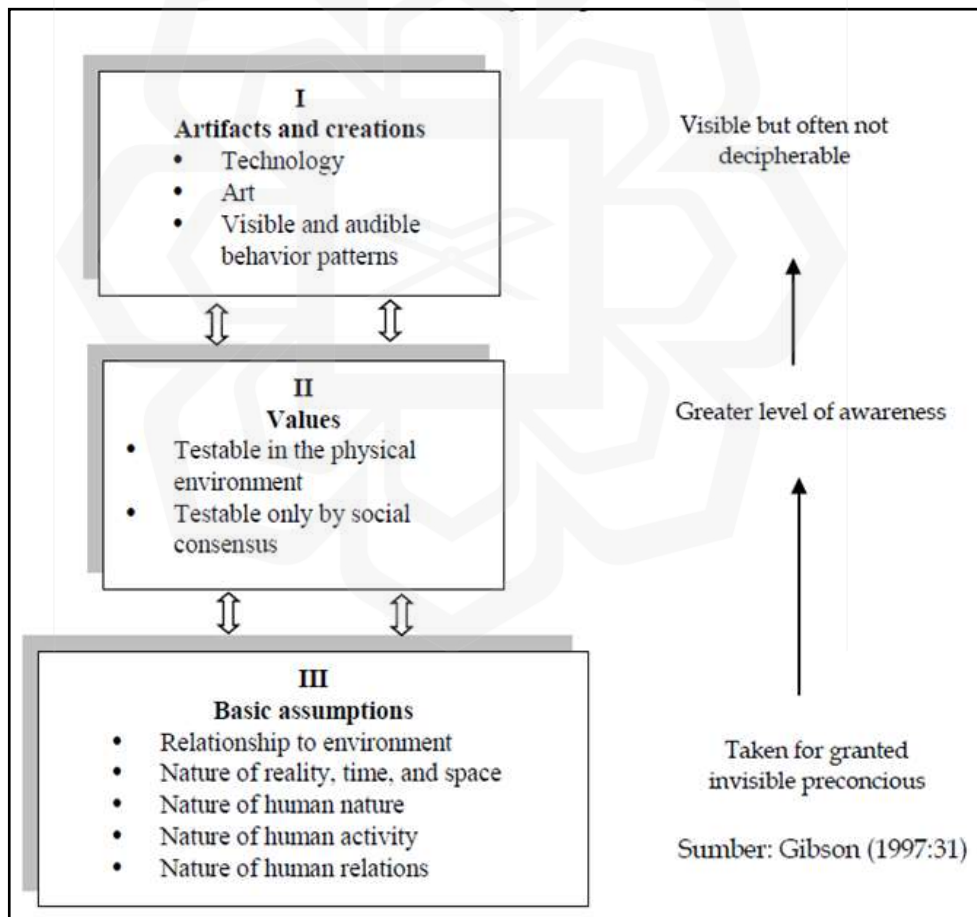 I
Artifacts and creations
• Technology
• Art
• Visible and audible
behavior patterns
Visible but often not
decipherable
II
Values
• Testable in the physical
environment
• Testable only by social
consensus
Greater level of awareness
III
Basic assumptions
• Relationship to environment
• Nature of reality, time, and space
• Nature of human nature
• Nature of human activity
• Nature of human relations
Taken for granted
invisible preconcious
Sumber: Gibson (1997:31)